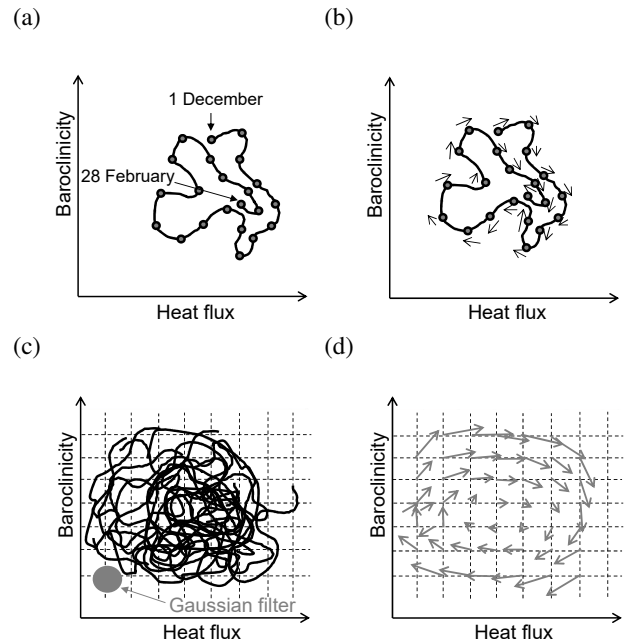 (a)
(b)
1 December
28 February
Baroclinicity
Heat flux
Baroclinicity
Heat flux
(c)
(d)
Baroclinicity
Gaussian filter
Heat flux
Baroclinicity
Heat flux